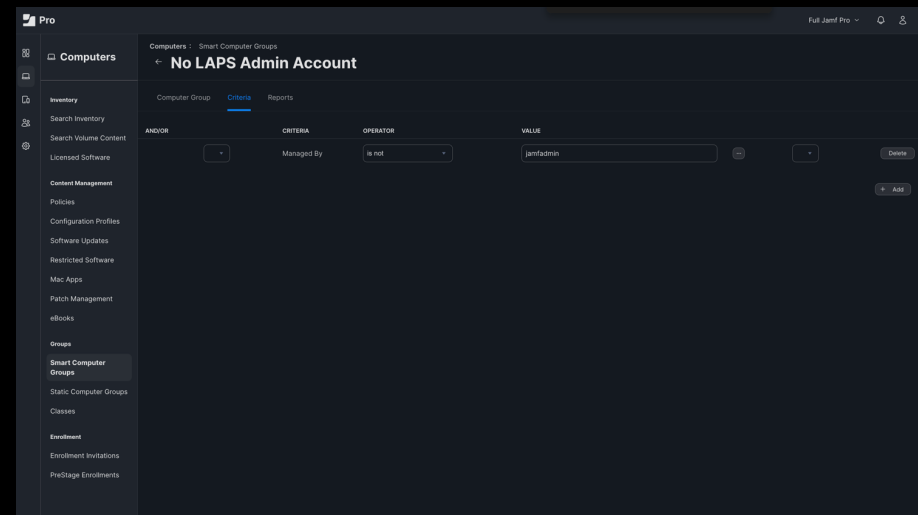 Pro
Full Jamf Pro
Computers
Inventory
Search Inventory
Search Volume Content
Licensed Software
Content Management
Policies
Configuration Profiles
Software Updates
Restricted Software
Mac Apps
Patch Management
eBooks
Groups
Smart Computer
Groups
Static Computer Groups
Classes
Enrollment
Enrollment Invitations
PreStage Enrollments
Computers : Smart Computer Groups
← No LAPS Admin Account
Computer Group Criteria Reports
AND/OR CRITERIA OPERATOR VALUE
Managed By is not jamfadmin ... Delete
+ Add